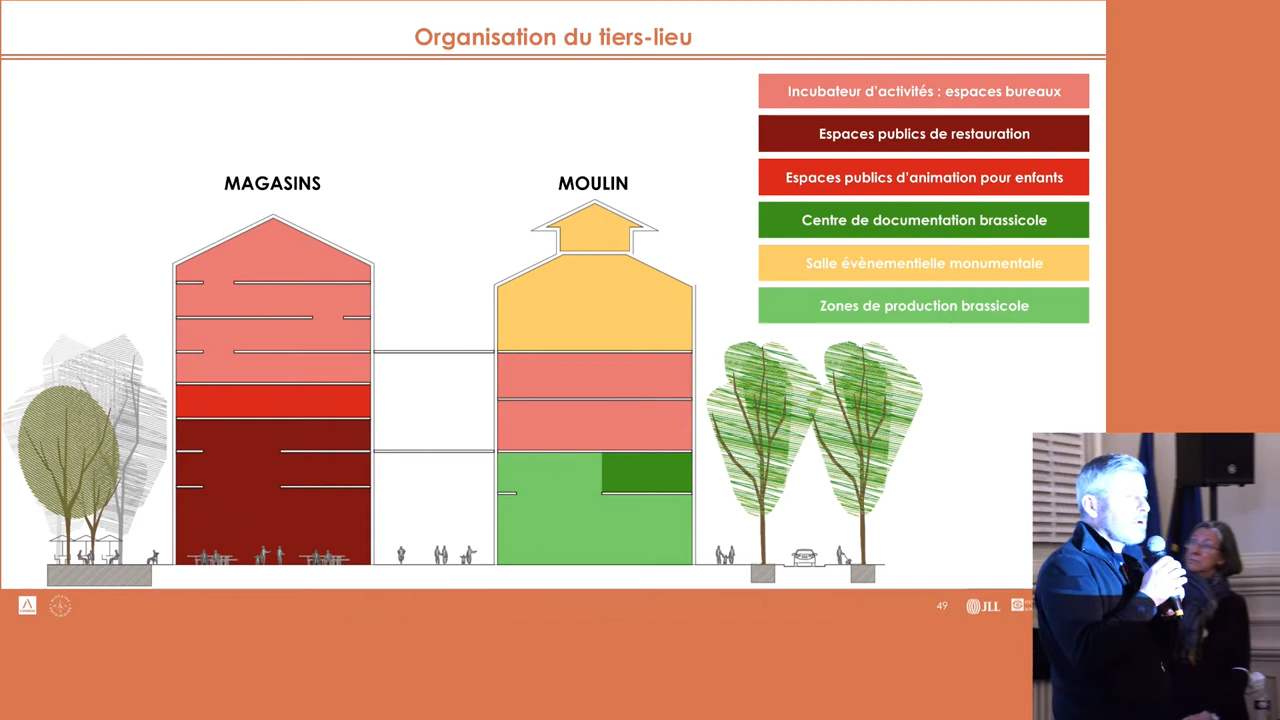 Organisation du tiers-lieu
Incubateur d’activités : espaces bureaux
Espaces publics de restauration
Espaces publics d’animation pour enfants
Centre de documentation brassicole
Salle évènementielle monumentale
Zones de production brassicole
MAGASINS
MOULIN
49
JLL